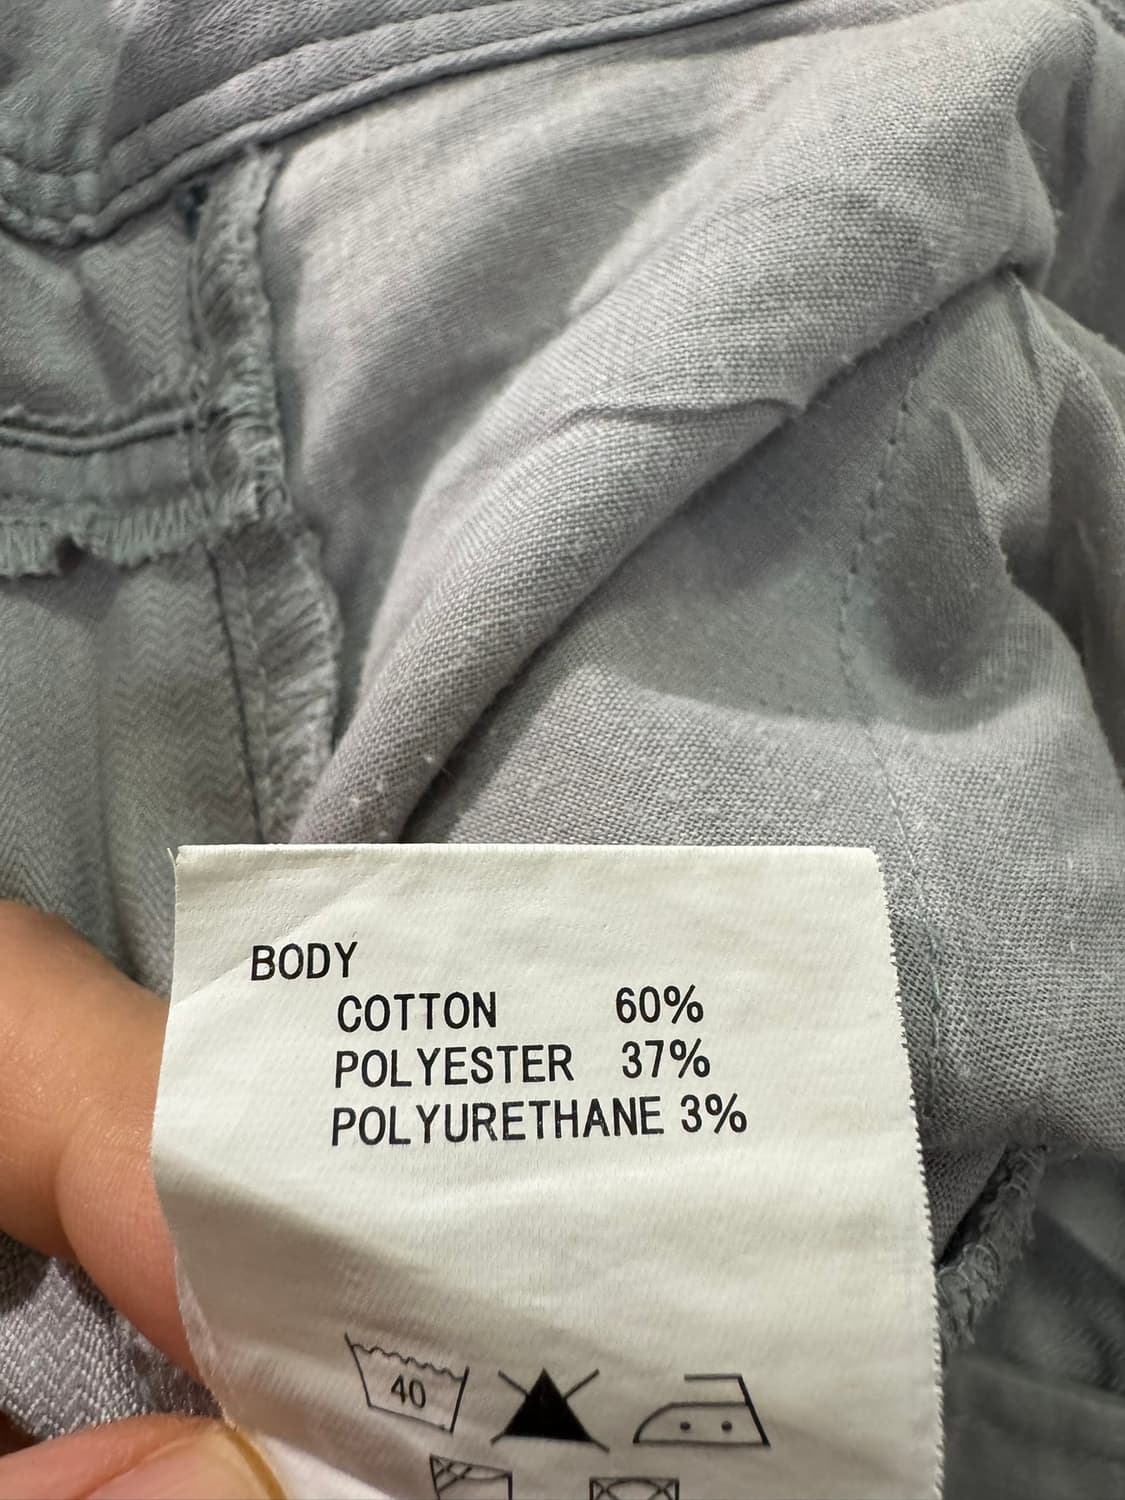 BODY
COTTON 60%
POLYESTER 37%
POLYURETHANE 3%
40